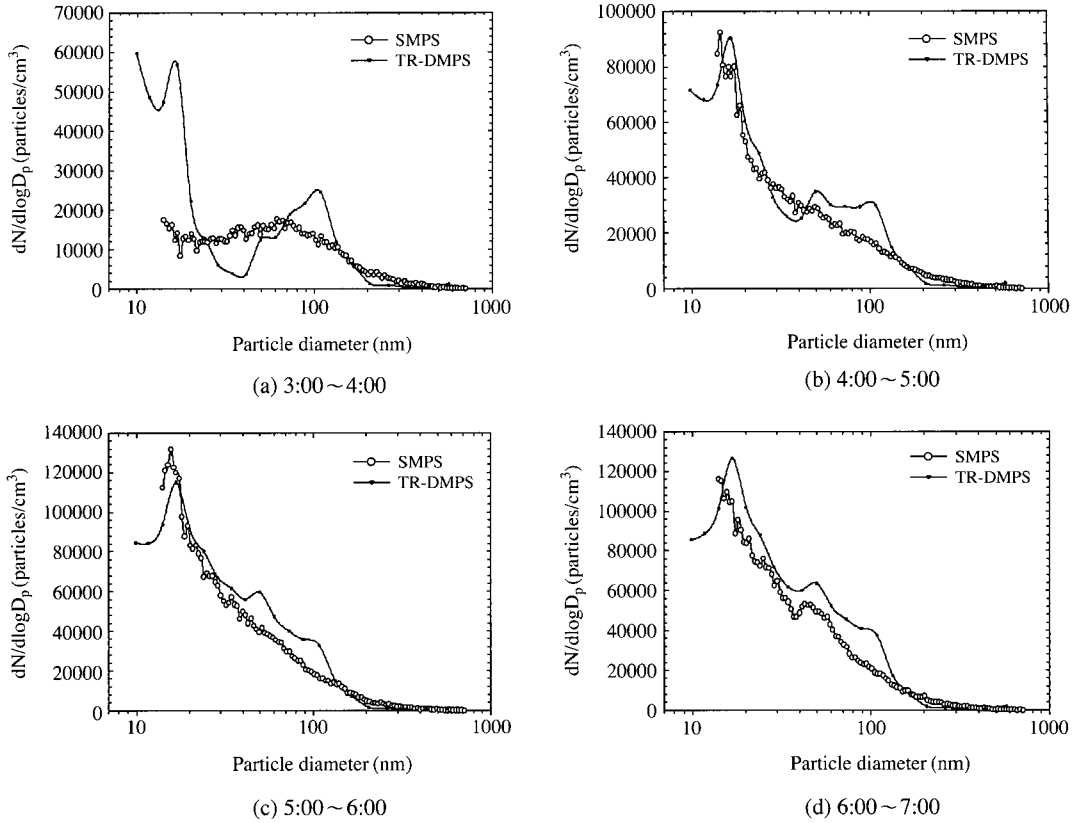 70000
60000
50000
40000
30000
20000
10000
0
dN/dlogDp (particles/cm3)
SMPS
TR-DMPS
10
100
1000
Particle diameter (nm)
(a) 3:00~4:00
100000
80000
60000
40000
20000
0
dN/dlogDp (particles/cm3)
SMPS
TR-DMPS
10
100
1000
Particle diameter (nm)
(b) 4:00~5:00
140000
120000
100000
80000
60000
40000
20000
0
dN/dlogDp (particles/cm3)
SMPS
TR-DMPS
10
100
1000
Particle diameter (nm)
(c) 5:00~6:00
140000
120000
100000
80000
60000
40000
20000
0
dN/dlogDp (particles/cm3)
SMPS
TR-DMPS
10
100
1000
Particle diameter (nm)
(d) 6:00~7:00